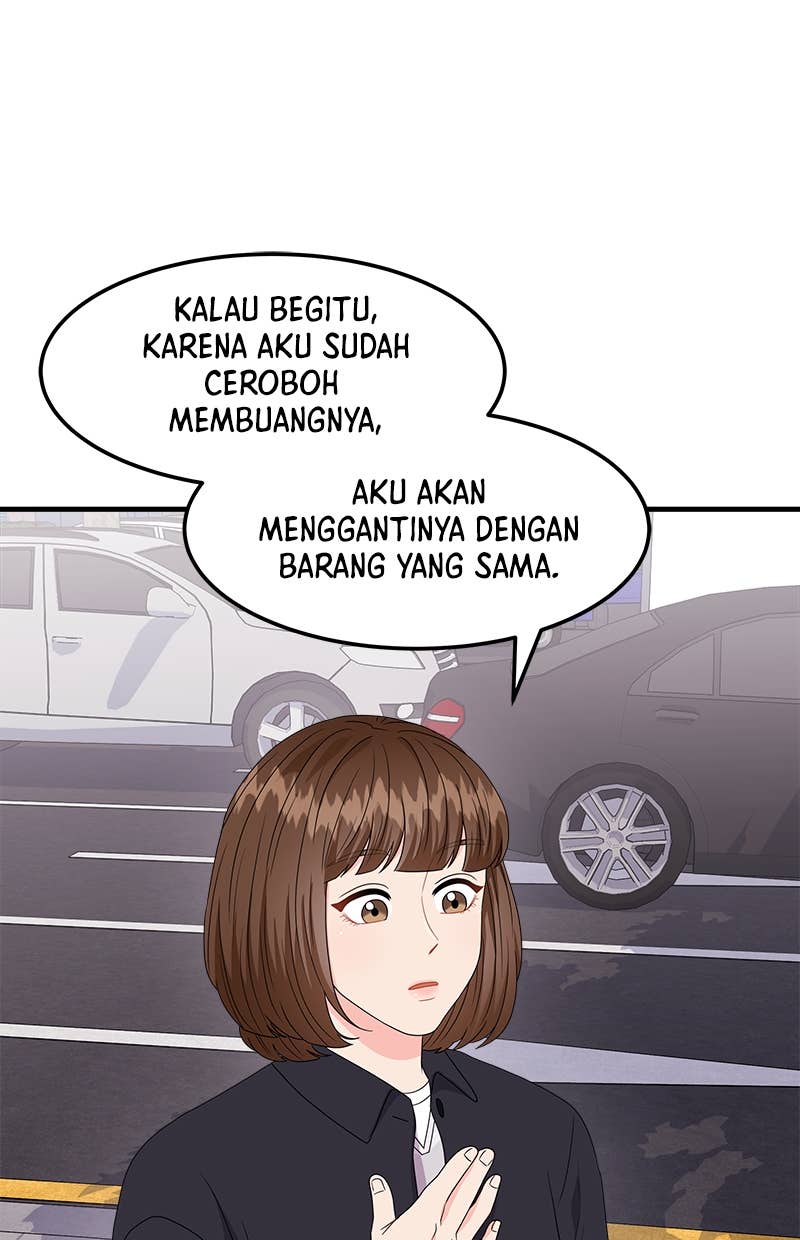 KALAU BEGITU,
KARENA AKU SUDAH
CEROBOH
MEMBUANGNYA,
AKU AKAN
MENGGANTINYA DENGAN
BARANG YANG SAMA.